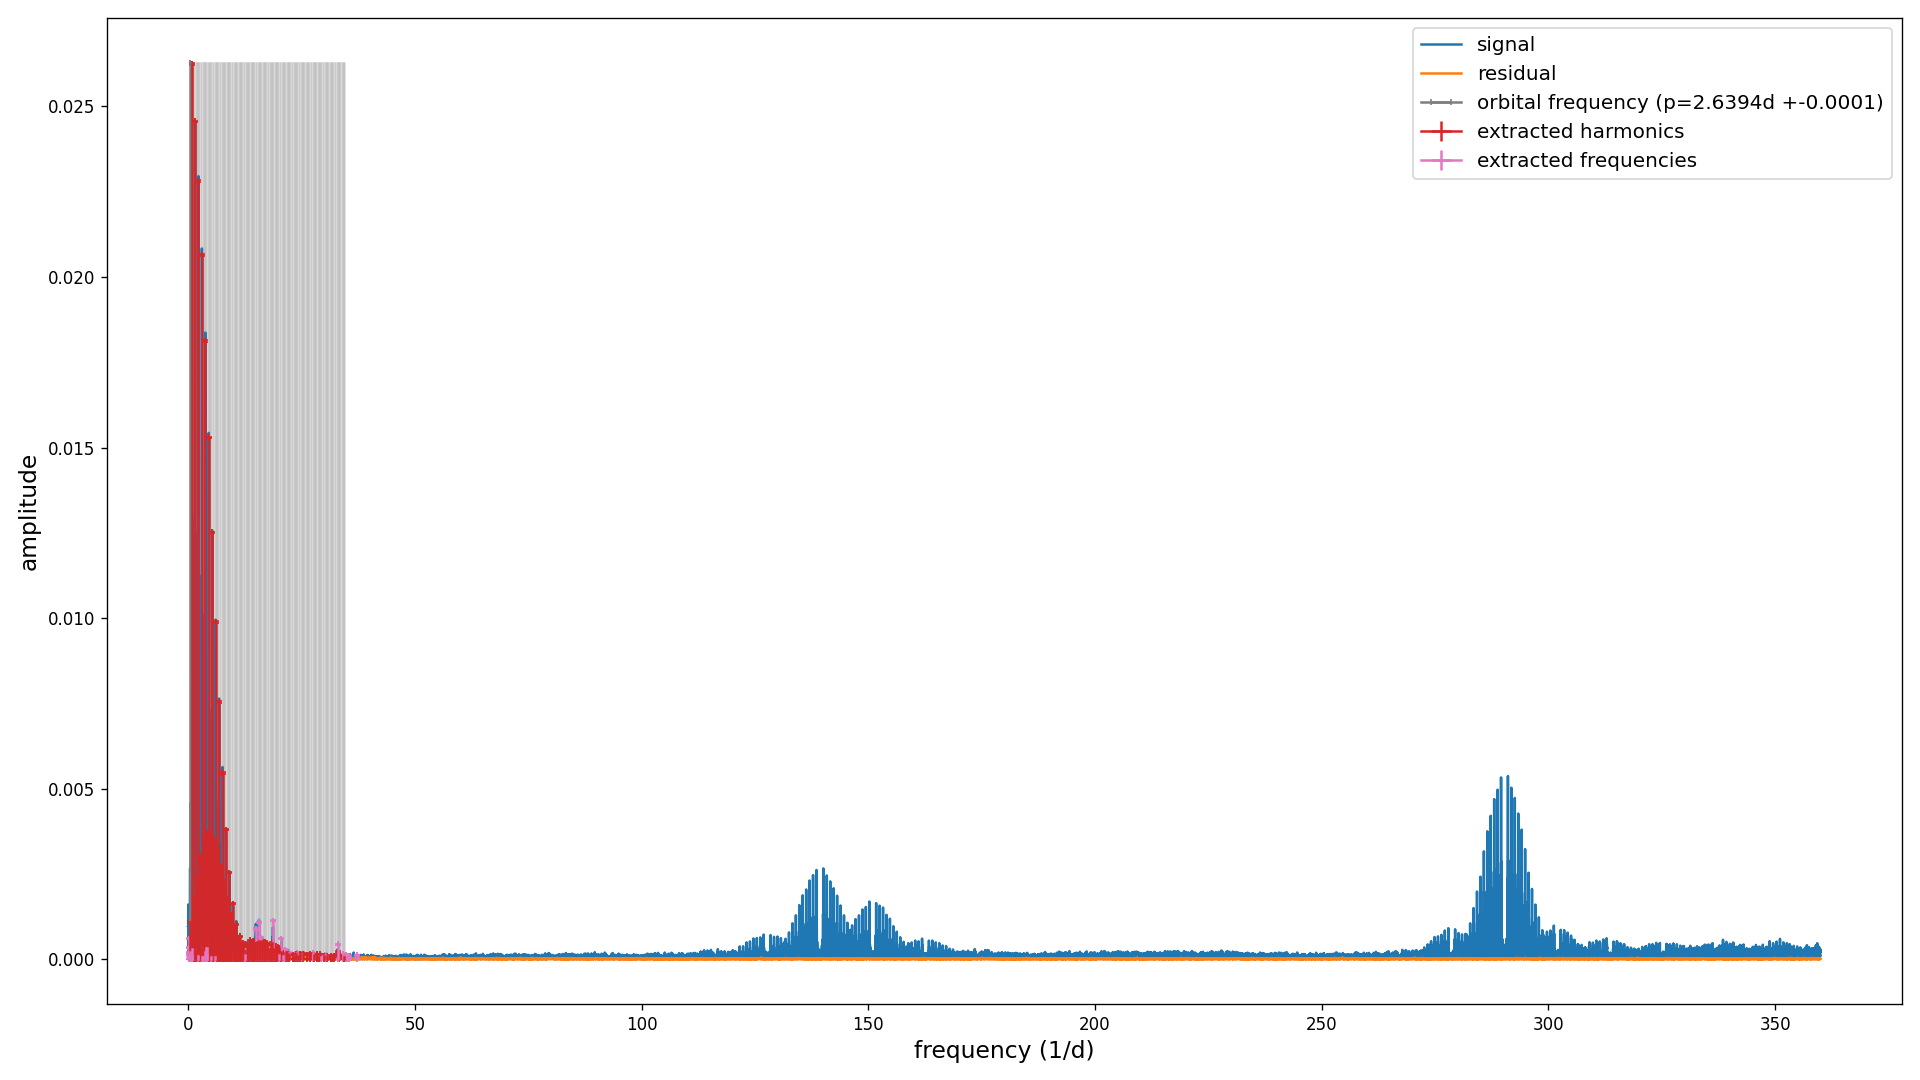 signal
residual
orbital frequency (p=2.6394d +-0.0001)
extracted harmonics
extracted frequencies
0.025
0.020
0.015
0.010
0.005
0.000
amplitude
0 50 100 150 200 250 300 350
frequency (1/d)